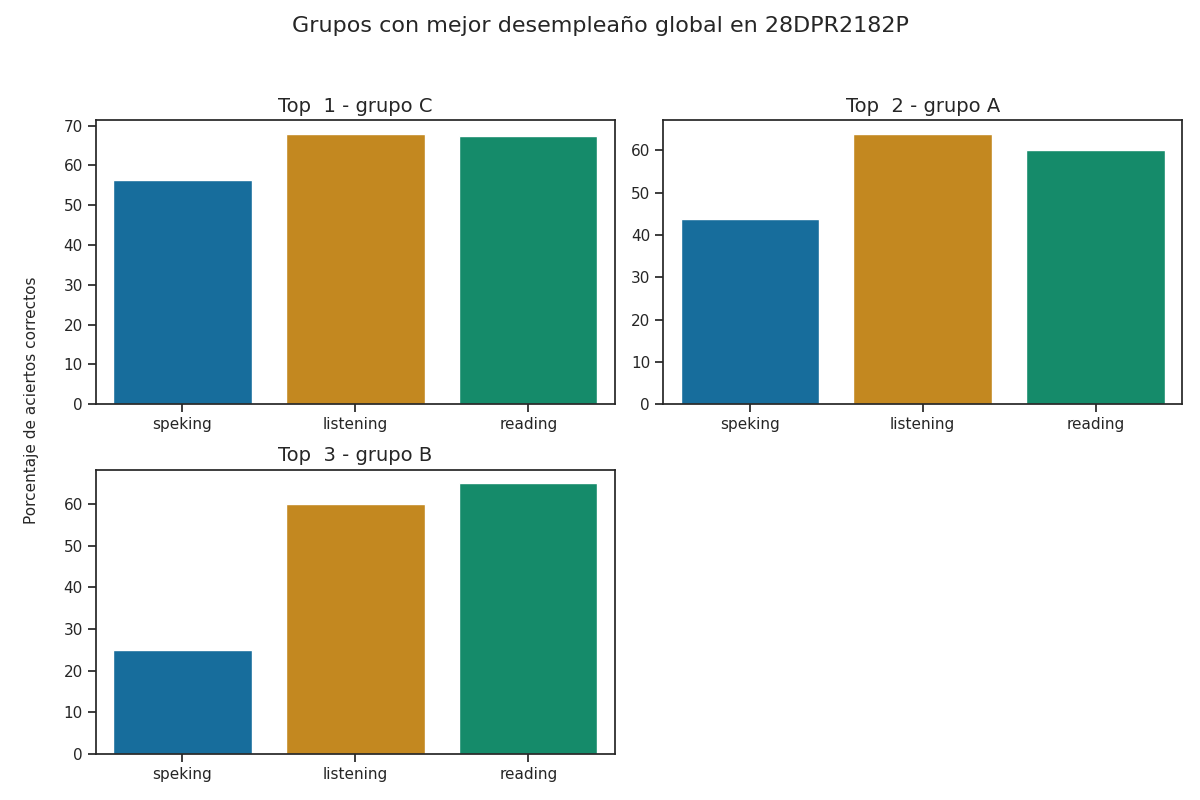 Grupos con mejor desempleaño global en 28DPR2182P
Porcentaje de aciertos correctos
Top  1 - grupo C
70
60
50
40
30
20
10
0
speking listening reading
Top  2 - grupo A
60
50
40
30
20
10
0
speking listening reading
Top  3 - grupo B
60
50
40
30
20
10
0
speking listening reading